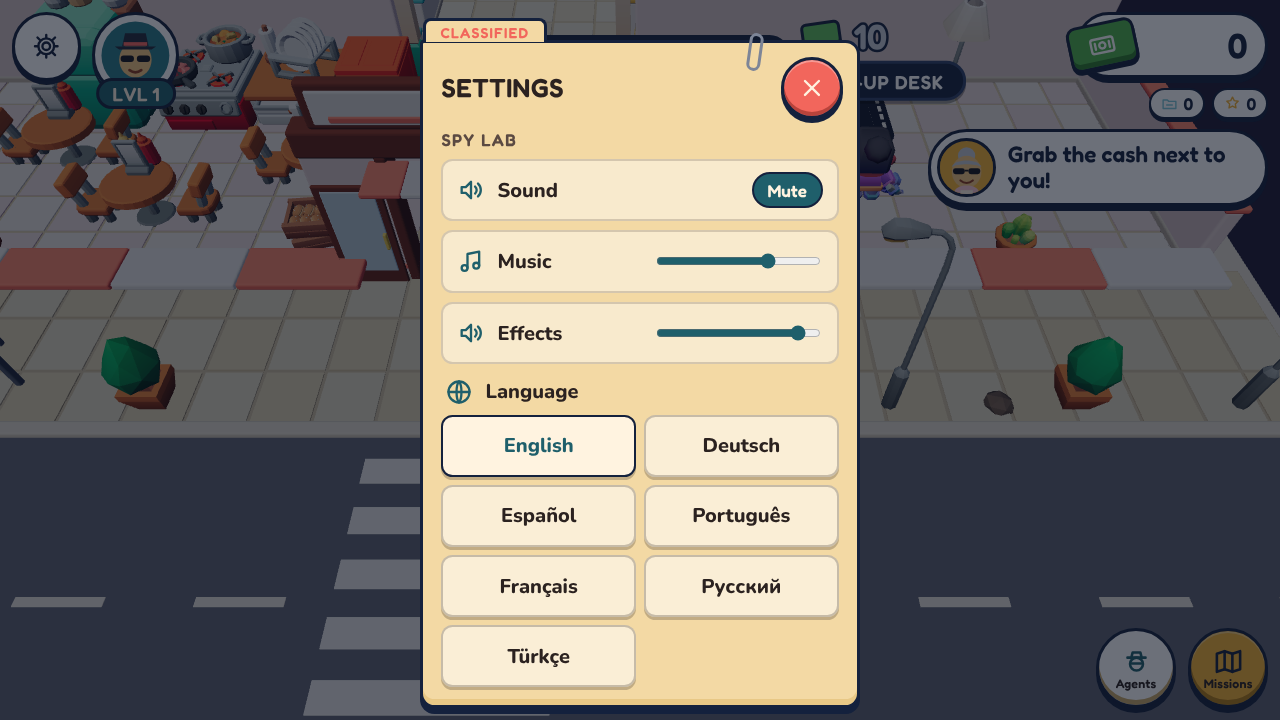 CLASSIFIED
SETTINGS
SPY LAB
Sound
Mute
Music
Effects
Language
English
Deutsch
Español
Português
Français
Русский
Türkçe
LVL 1
10
-UP DESK
0
0
0
Grab the cash next to
you!
Agents
Missions